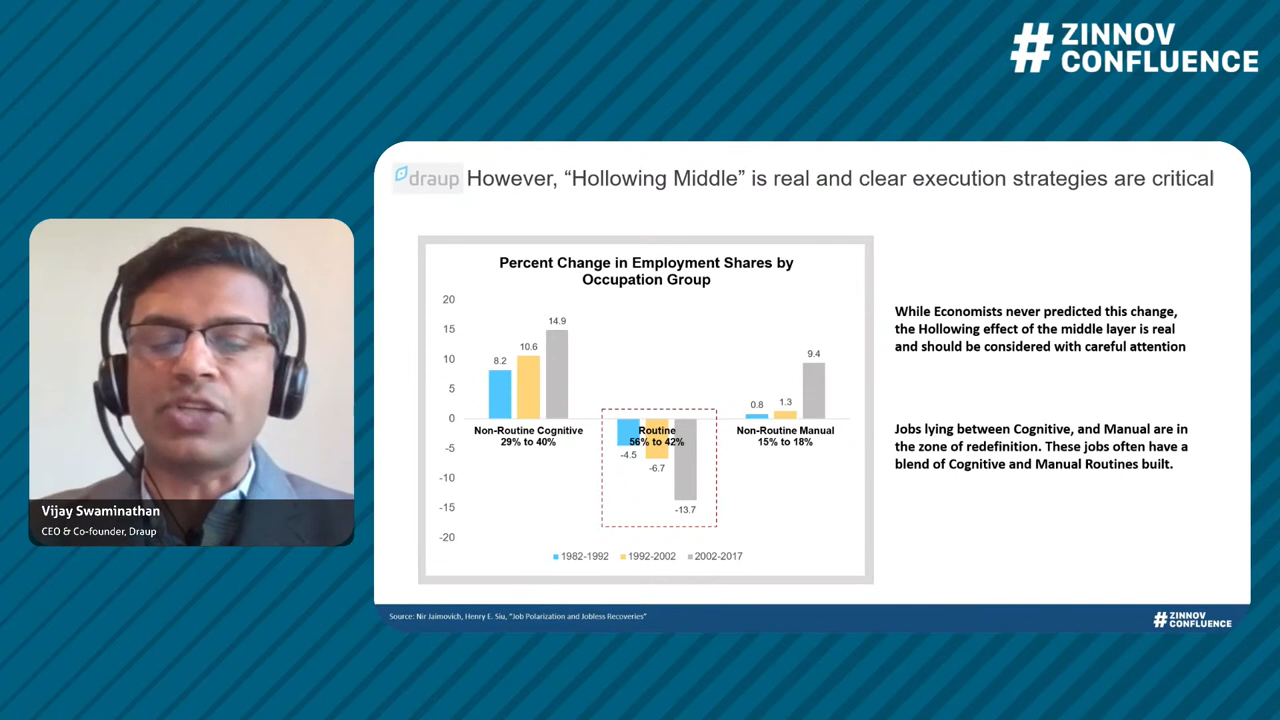 # ZINNOV
CONFLUENCE
draup
However, “Hollowing Middle” is real and clear execution strategies are critical
Percent Change in Employment Shares by
Occupation Group
20
15
10
5
0
-5
-10
-15
-20
8.2
10.6
14.9
Non-Routine Cognitive
29% to 40%
Routine
56% to 42%
-4.5
-6.7
-13.7
0.8
1.3
9.4
Non-Routine Manual
15% to 18%
1982-1992
1992-2002
2002-2017
While Economists never predicted this change,
the Hollowing effect of the middle layer is real
and should be considered with careful attention
Jobs lying between Cognitive, and Manual are in
the zone of redefinition. These jobs often have a
blend of Cognitive and Manual Routines built.
Vijay Swaminathan
CEO & Co-founder, Draup
Source: Nir Jaimovich, Henry E. Siu, “Job Polarization and Jobless Recoveries”
# ZINNOV
CONFLUENCE